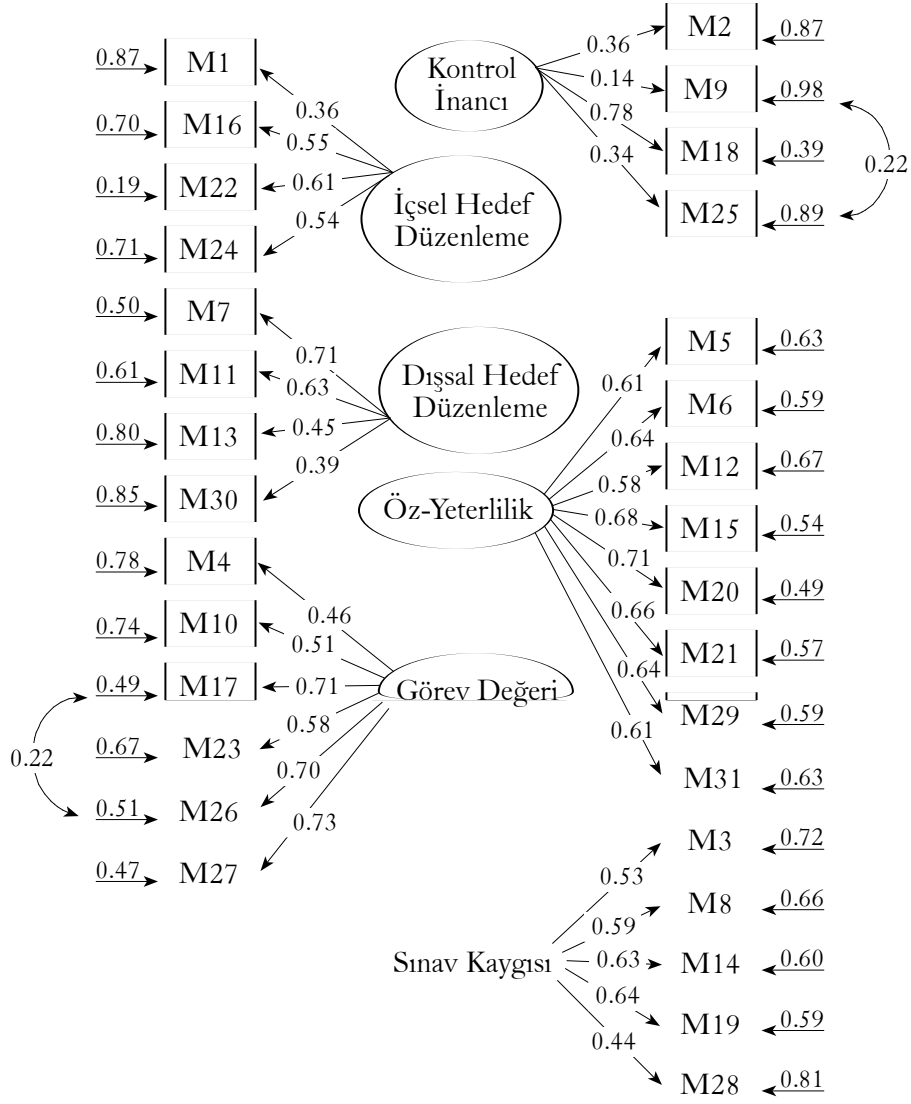 0.87 M1 0.36
0.70 M16 0.55
0.19 M22 0.61
0.71 M24 0.54
İçsel Hedef
Düzenleme
0.50 M7 0.71
0.61 M11 0.63
0.80 M13 0.45
0.85 M30 0.39
Dışsal Hedef
Düzenleme
0.78 M4 0.46
0.74 M10 0.51
0.49 M17 0.71
0.67 M23 0.58
0.51 M26 0.70
0.47 M27 0.73
0.22
Görev Değeri
Kontrol
İnancı
0.36 M2 0.87
0.14 M9 0.98
0.78 M18 0.39
0.34 M25 0.89
0.22
Öz-Yeterlilik
0.61 M5 0.63
0.64 M6 0.59
0.58 M12 0.67
0.68 M15 0.54
0.71 M20 0.49
0.66 M21 0.57
0.64 M29 0.59
0.61 M31 0.63
Sınav Kaygısı
0.53 M3 0.72
0.59 M8 0.66
0.63 M14 0.60
0.64 M19 0.59
0.44 M28 0.81